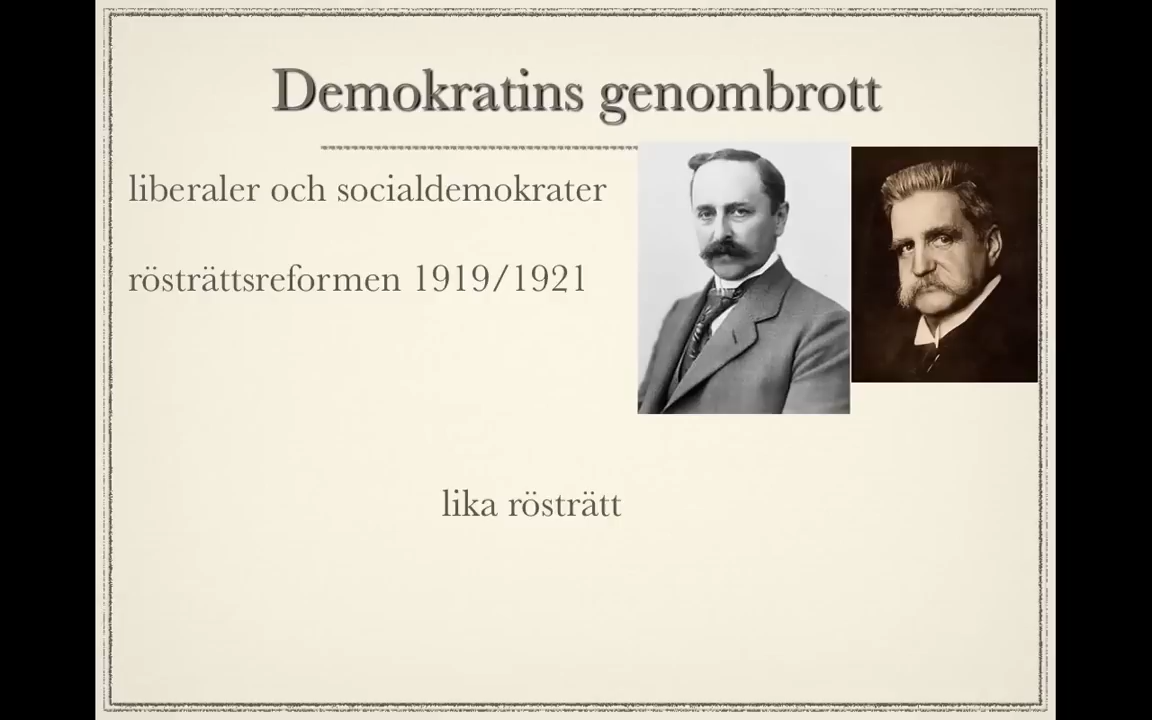 Demokratins genombrott
liberaler och socialdemokrater
rösträttsreformen 1919/1921
lika rösträtt